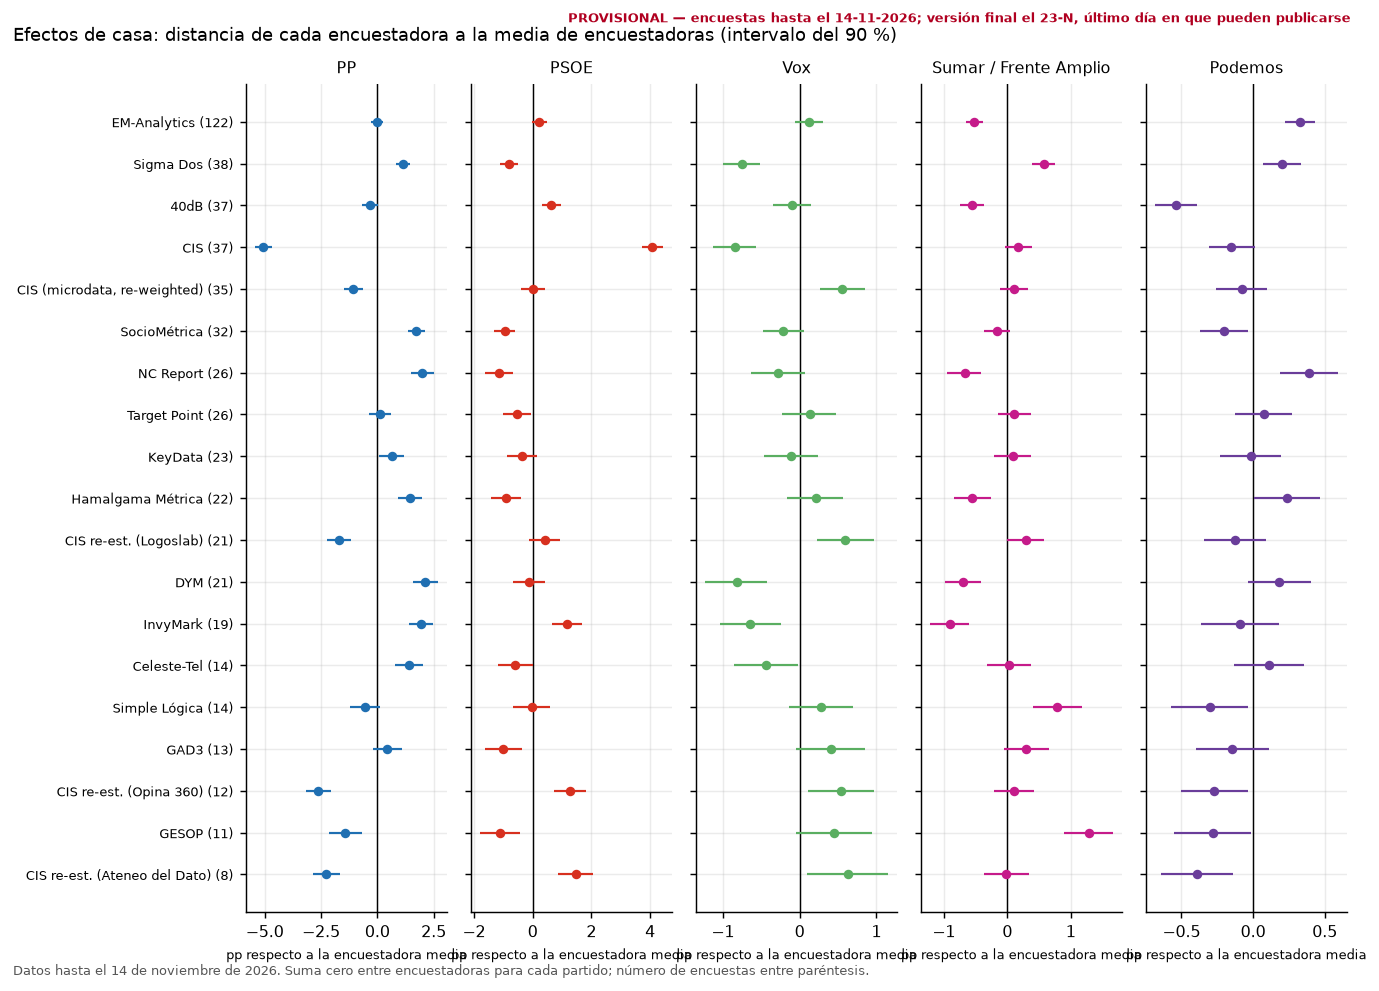 PROVISIONAL — encuestas hasta el 14-11-2026; versión final el 23-N, último día en que pueden publicarse
Efectos de casa: distancia de cada encuestadora a la media de encuestadoras (intervalo del 90 %)
PP PSOE Vox Sumar / Frente Amplio Podemos
EM-Analytics (122)
Sigma Dos (38)
40dB (37)
CIS (37)
CIS (microdata, re-weighted) (35)
SocioMétrica (32)
NC Report (26)
Target Point (26)
KeyData (23)
Hamalgama Métrica (22)
CIS re-est. (Logoslab) (21)
DYM (21)
InvyMark (19)
Celeste-Tel (14)
Simple Lógica (14)
GAD3 (13)
CIS re-est. (Opina 360) (12)
GESOP (11)
CIS re-est. (Ateneo del Dato) (8)
−5.0 −2.5 0.0 2.5 −2 0 2 4 −1 0 1 −1 0 1 −0.5 0.0 0.5
pp respecto a la encuestadora media pp respecto a la encuestadora media pp respecto a la encuestadora media pp respecto a la encuestadora media pp respecto a la encuestadora media
Datos hasta el 14 de noviembre de 2026. Suma cero entre encuestadoras para cada partido; número de encuestas entre paréntesis.